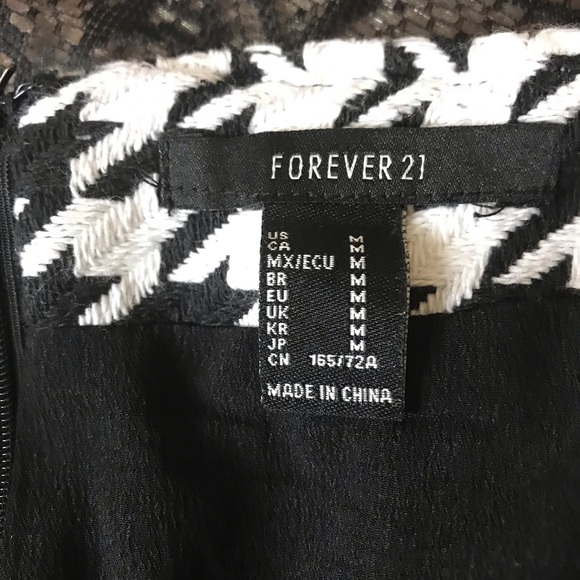 FOREVER 21
US M
CA M
MX/ECU M
BR M
EU M
UK M
KR M
JP M
CN 165/72A
MADE IN CHINA